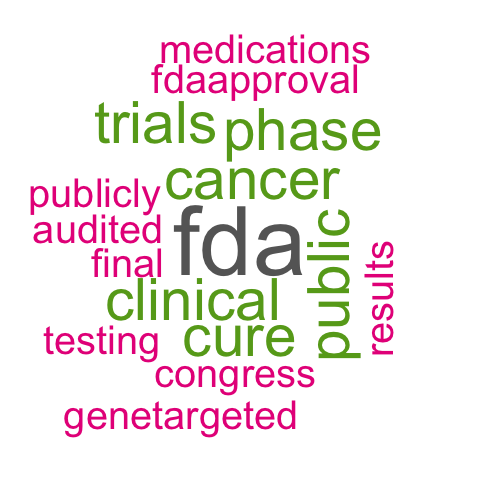 medications
fdaapproval
trials phase
cancer
publicly
audited
fda
final
public
results
clinical
testing
cure
congress
genetargeted